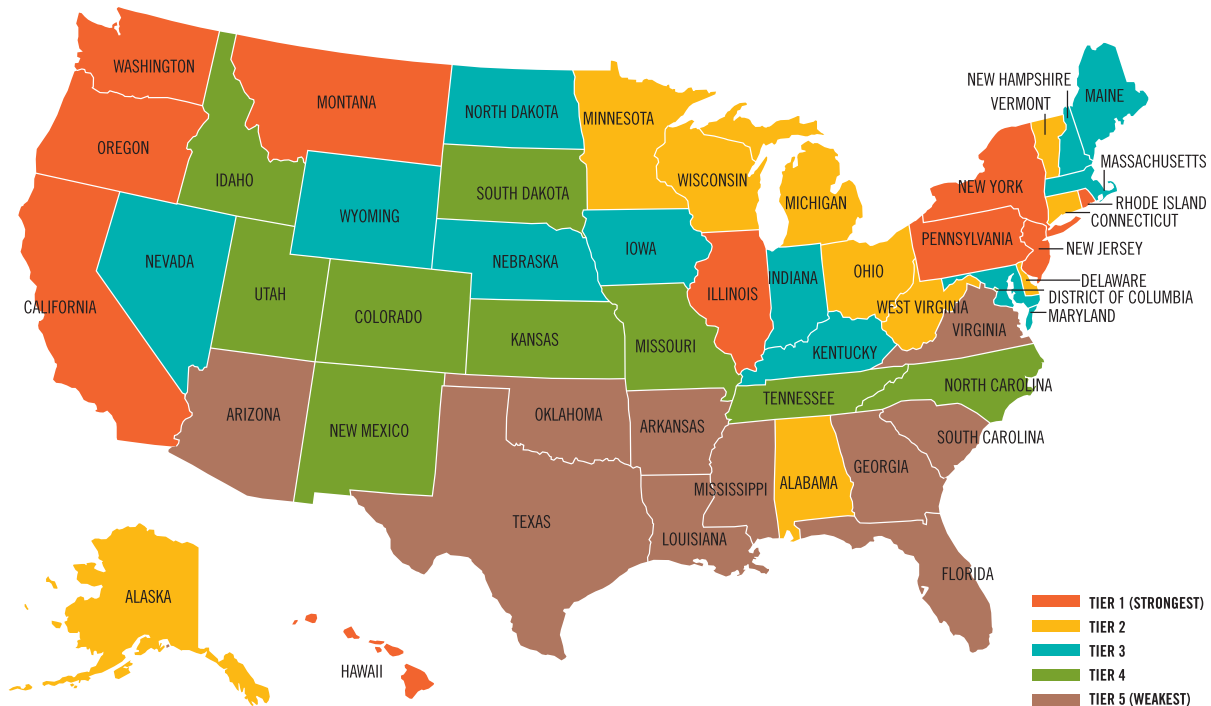 WASHINGTON
OREGON
CALIFORNIA
IDAHO
NEVADA
MONTANA
WYOMING
UTAH
COLORADO
ARIZONA
NEW MEXICO
NORTH DAKOTA
SOUTH DAKOTA
NEBRASKA
KANSAS
OKLAHOMA
TEXAS
MINNESOTA
IOWA
MISSOURI
ARKANSAS
LOUISIANA
WISCONSIN
ILLINOIS
MICHIGAN
INDIANA
OHIO
KENTUCKY
TENNESSEE
MISSISSIPPI
ALABAMA
GEORGIA
FLORIDA
SOUTH CAROLINA
NORTH CAROLINA
VIRGINIA
WEST VIRGINIA
PENNSYLVANIA
NEW YORK
VERMONT
NEW HAMPSHIRE
MAINE
MASSACHUSETTS
RHODE ISLAND
CONNECTICUT
NEW JERSEY
DELAWARE
DISTRICT OF COLUMBIA
MARYLAND
ALASKA
HAWAII
TIER 1 (STRONGEST)
TIER 2
TIER 3
TIER 4
TIER 5 (WEAKEST)